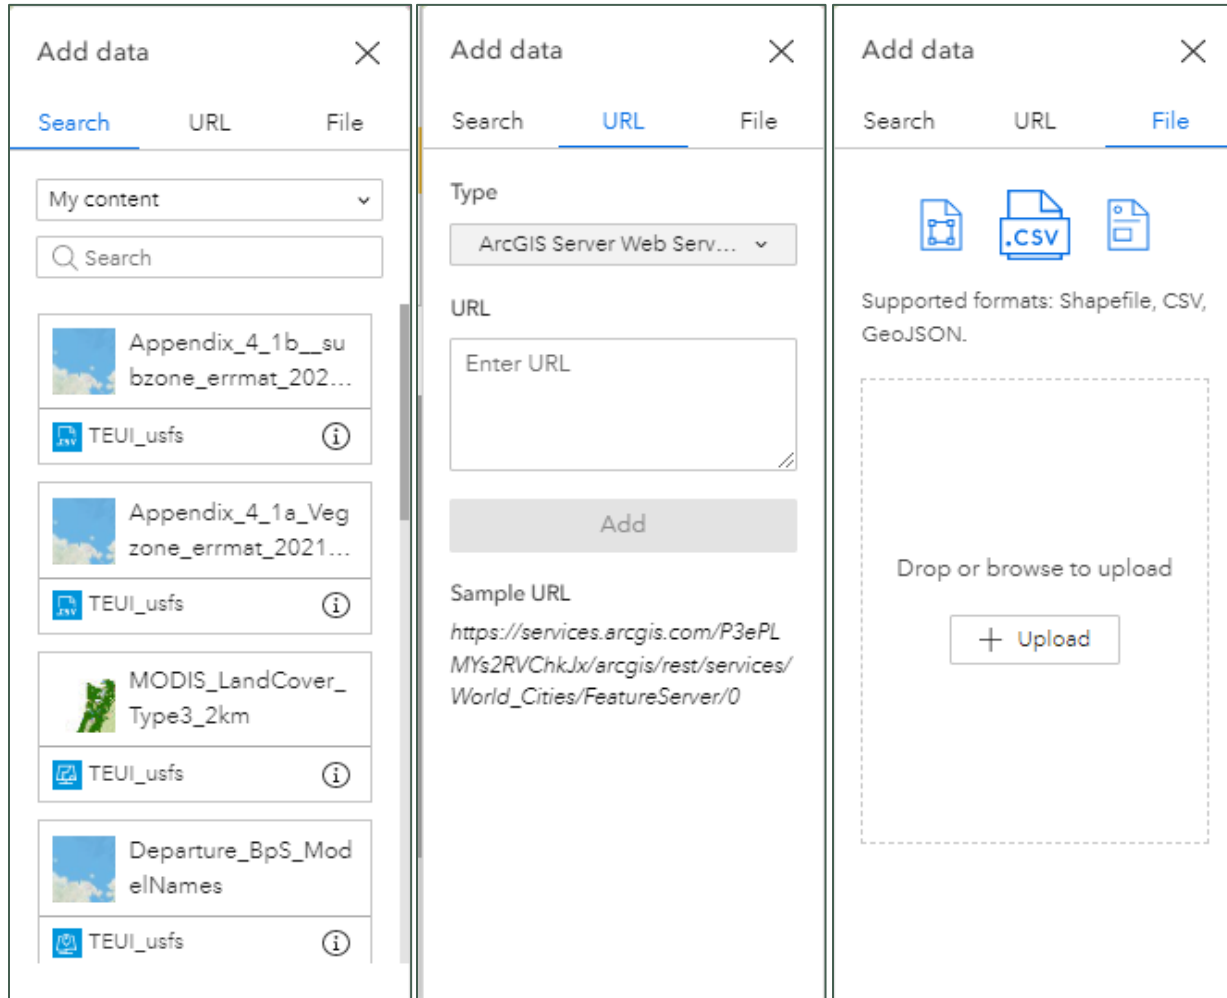 Add data
Search URL File
My content
Search
Appendix_4_1b__su
bzone_errmat_202...
TEUI_usfs
Appendix_4_1a_Veg
zone_errmat_2021...
TEUI_usfs
MODIS_LandCover_
Type3_2km
TEUI_usfs
Departure_BpS_Mod
elNames
TEUI_usfs
Add data
Search URL File
Type
ArcGIS Server Web Serv...
URL
Enter URL
Add
Sample URL
https://services.arcgis.com/P3ePL
MYs2RVChkJx/arcgis/rest/services/
World_Cities/FeatureServer/0
Add data
Search URL File
.CSV
Supported formats: Shapefile, CSV,
GeoJSON.
Drop or browse to upload
Upload